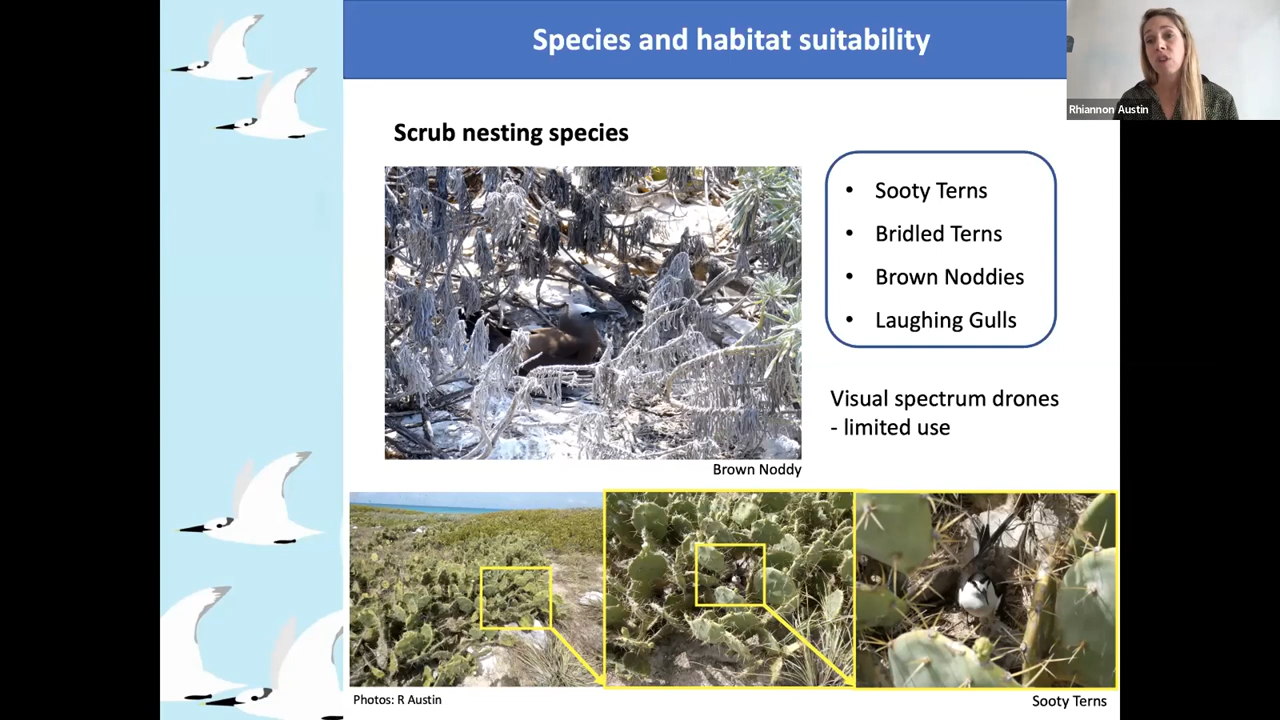 Species and habitat suitability
Rhiannon Austin
Scrub nesting species
• Sooty Terns
• Bridled Terns
• Brown Noddies
• Laughing Gulls
Visual spectrum drones
- limited use
Brown Noddy
Photos: R Austin
Sooty Terns